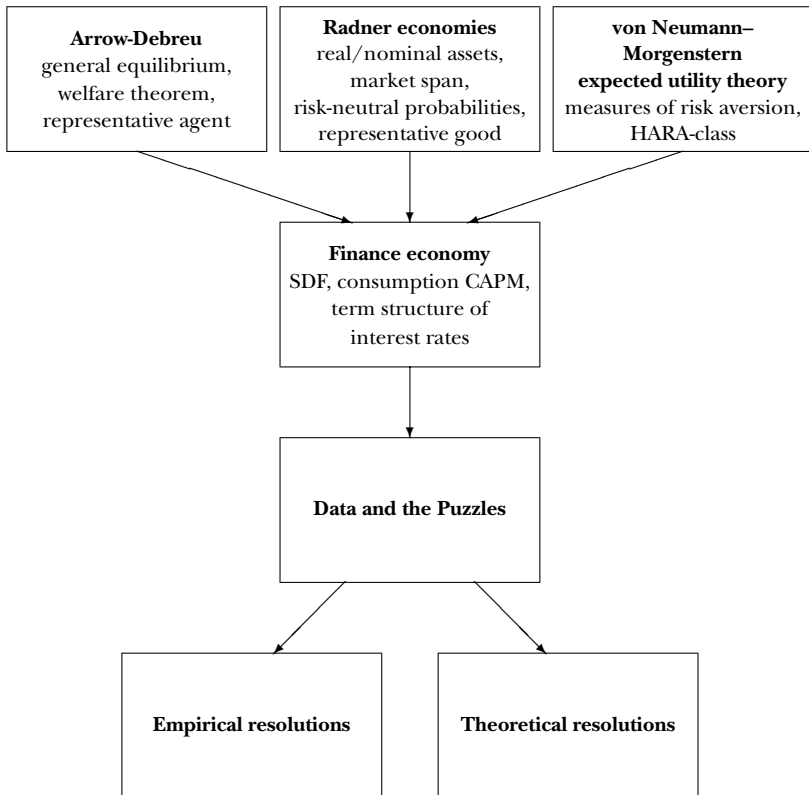 Arrow-Debreu
general equilibrium,
welfare theorem,
representative agent
Radner economies
real/nominal assets,
market span,
risk-neutral probabilities,
representative good
von Neumann–
Morgenstern
expected utility theory
measures of risk aversion,
HARA-class
Finance economy
SDF, consumption CAPM,
term structure of
interest rates
Data and the Puzzles
Empirical resolutions
Theoretical resolutions